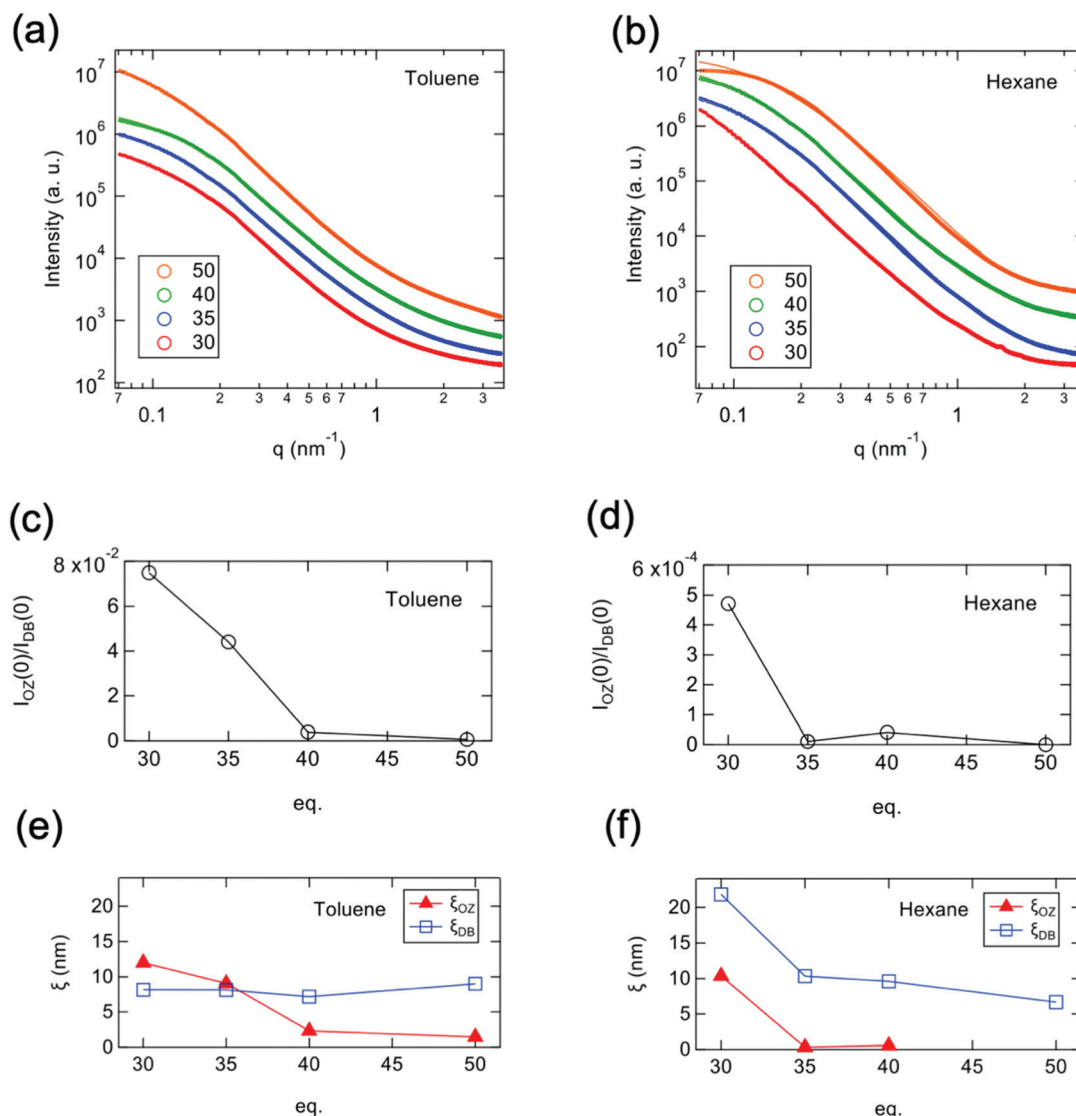 (a)
Toluene
Intensity (a. u.)
10^7
10^6
10^5
10^4
10^3
10^2
50
40
35
30
7 0.1 2 3 4 5 6 7 1 2 3
q (nm^-1)
(b)
Hexane
Intensity (a. u.)
10^7
10^6
10^5
10^4
10^3
10^2
50
40
35
30
7 0.1 2 3 4 5 6 7 1 2 3
q (nm^-1)
(c)
Toluene
I_OZ(0)/I_DB(0)
8 x10^-2
6
4
2
0
30 35 40 45 50
eq.
(d)
Hexane
I_OZ(0)/I_DB(0)
6 x10^-4
5
4
3
2
1
0
30 35 40 45 50
eq.
(e)
Toluene
ξ_OZ
ξ_DB
ξ (nm)
20
15
10
5
0
30 35 40 45 50
eq.
(f)
Hexane
ξ_OZ
ξ_DB
ξ (nm)
20
15
10
5
0
30 35 40 45 50
eq.